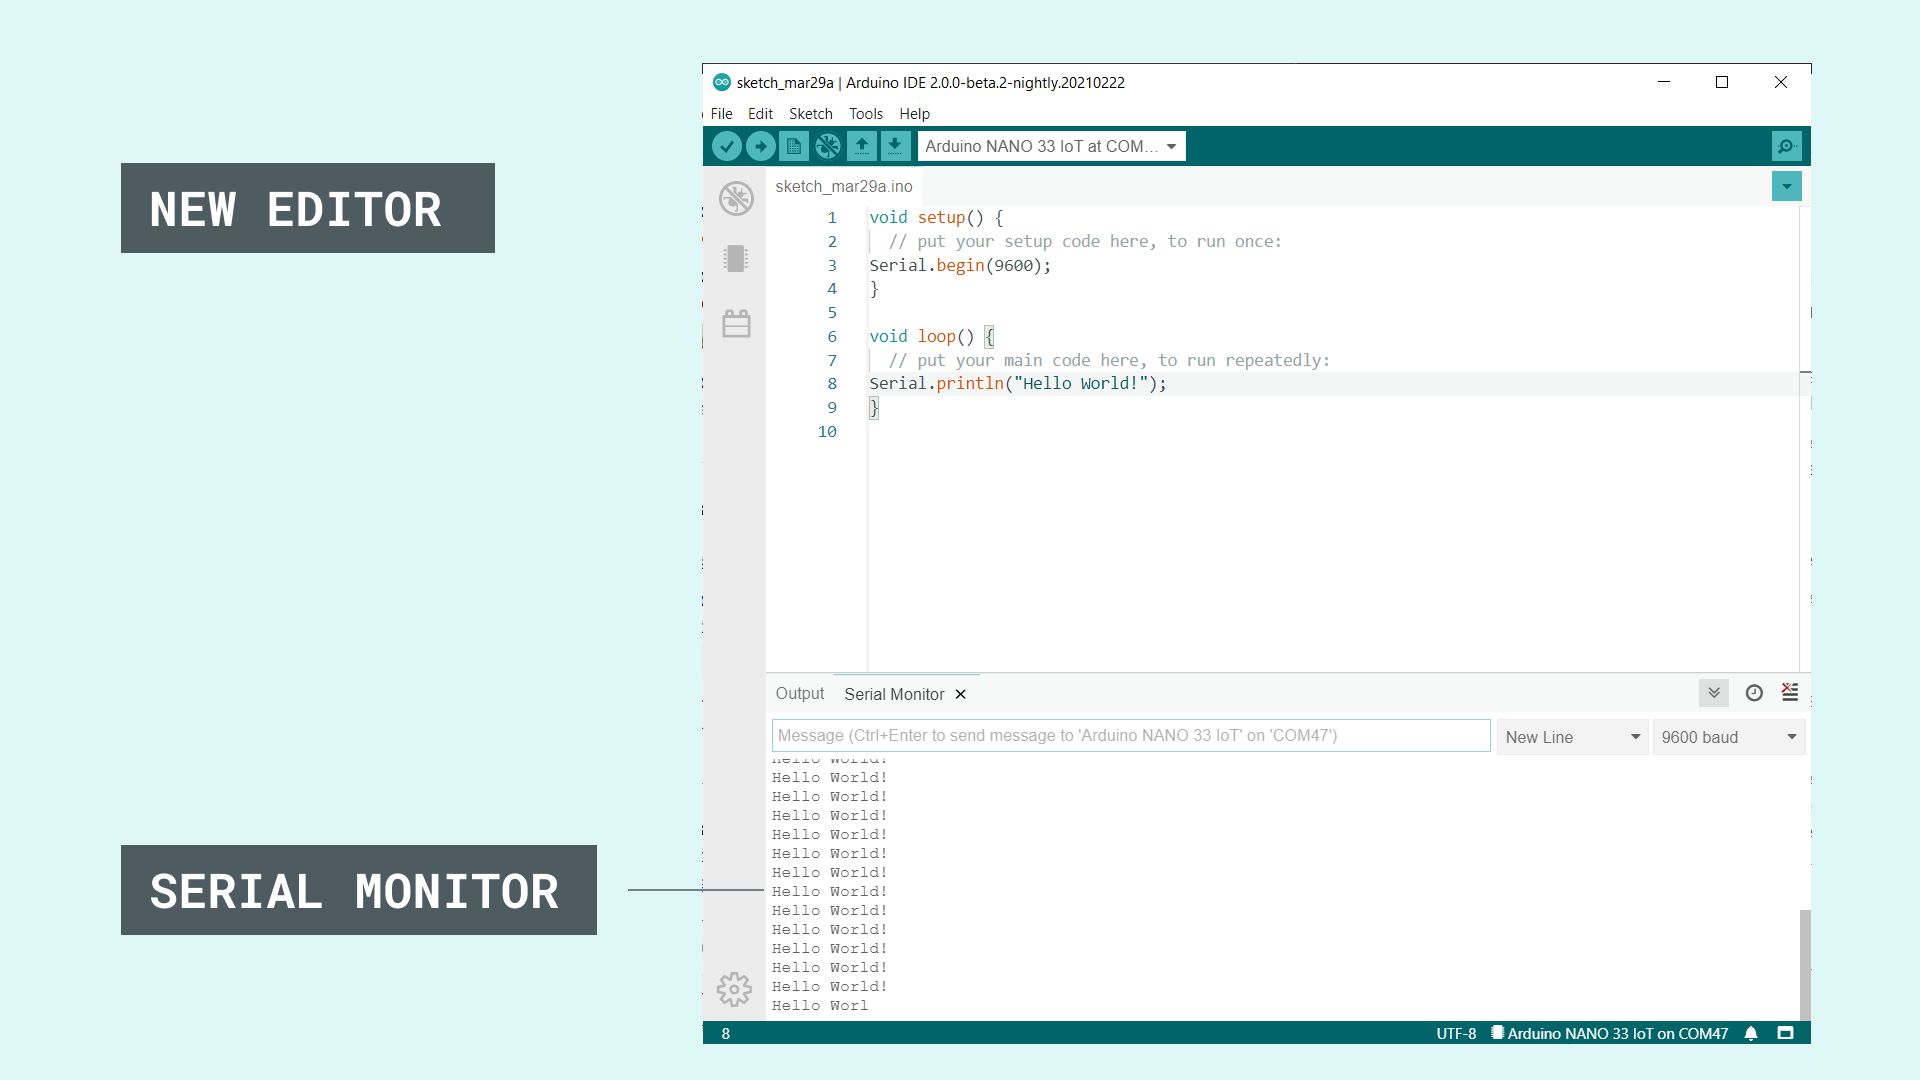 NEW EDITOR
SERIAL MONITOR
sketch_mar29a | Arduino IDE 2.0.0-beta.2-nightly.20210222
File Edit Sketch Tools Help
Arduino NANO 33 IoT at COM...
sketch_mar29a.ino
1 void setup() {
2 // put your setup code here, to run once:
3 Serial.begin(9600);
4 }
5
6 void loop() {
7 // put your main code here, to run repeatedly:
8 Serial.println("Hello World!");
9 }
10
Output Serial Monitor
Message (Ctrl+Enter to send message to 'Arduino NANO 33 IoT' on 'COM47') New Line 9600 baud
Hello World!
Hello World!
Hello World!
Hello World!
Hello World!
Hello World!
Hello World!
Hello World!
Hello World!
Hello World!
Hello World!
Hello World!
Hello World!
Hello Worl
8 UTF-8 Arduino NANO 33 IoT on COM47